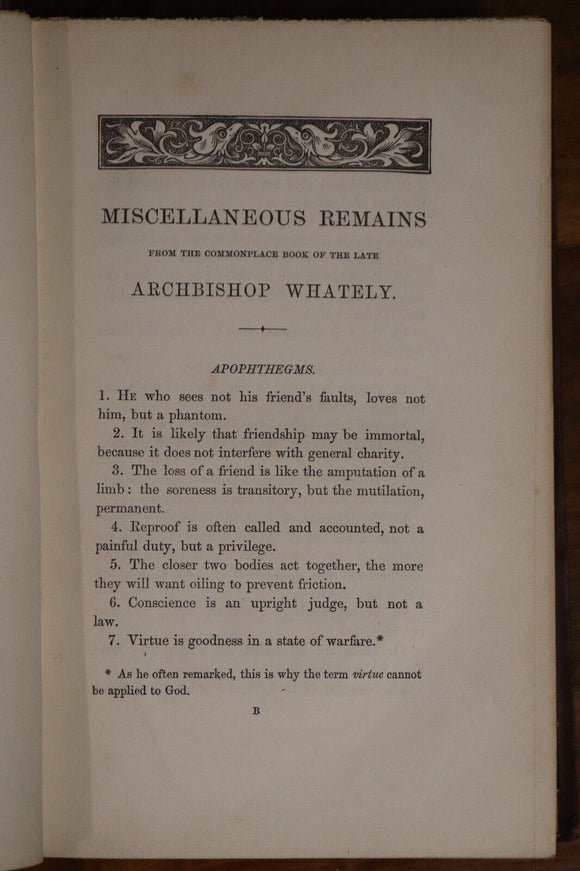 MISCELLANEOUS REMAINS
FROM THE COMMONPLACE BOOK OF THE LATE
ARCHBISHOP WHATELY.
APOPHTHEGMS.
1. HE who sees not his friend's faults, loves not
him, but a phantom.
2. It is likely that friendship may be immortal,
because it does not interfere with general charity.
3. The loss of a friend is like the amputation of a
limb: the soreness is transitory, but the mutilation,
permanent.
4. Reproof is often called and accounted, not a
painful duty, but a privilege.
5. The closer two bodies act together, the more
they will want oiling to prevent friction.
6. Conscience is an upright judge, but not a
law.
7. Virtue is goodness in a state of warfare.*
* As he often remarked, this is why the term virtue cannot
be applied to God.
B